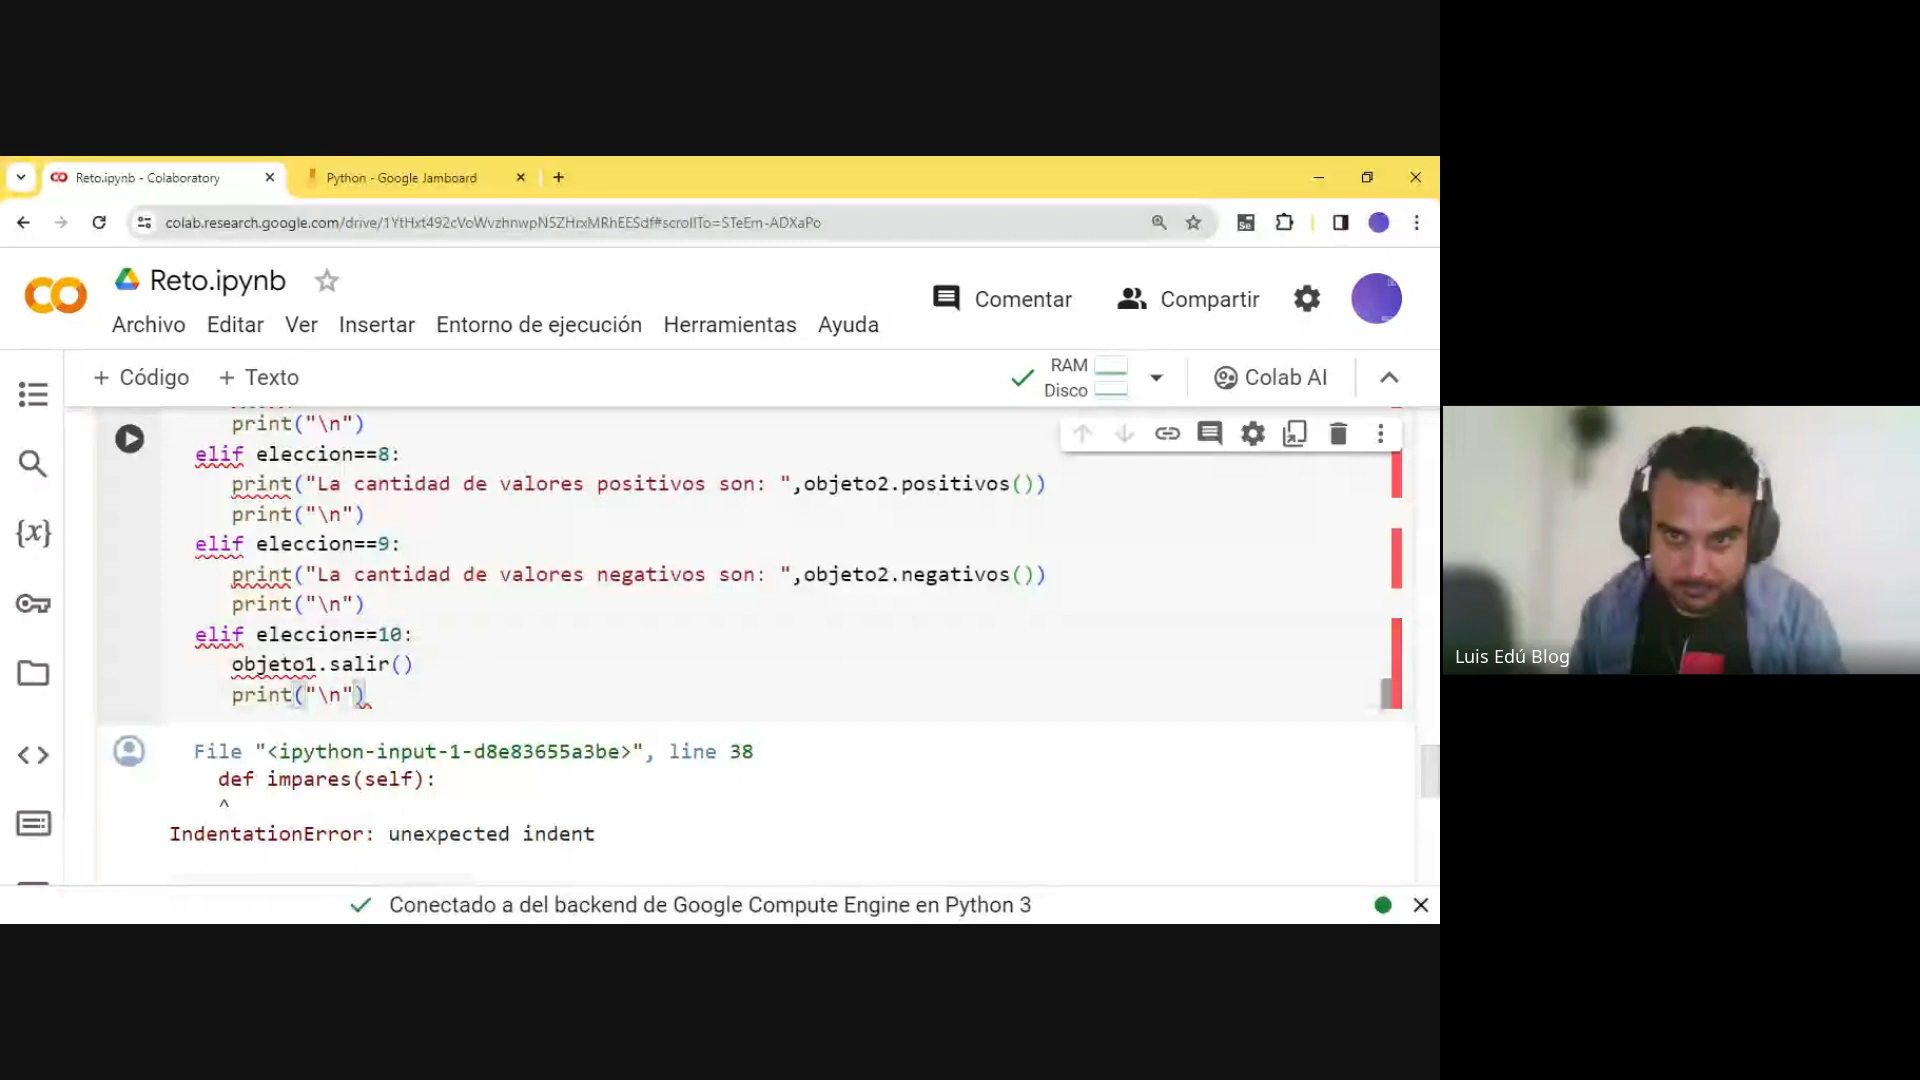 Reto.ipynb - Colaboratory
Python - Google Jamboard
colab.research.google.com/drive/1YtHxt492cVoWvzhnwpN5ZHrxMRhEESdf#scrollTo=STeEm-ADXaPo
Se
CO
Reto.ipynb
Comentar
Compartir
Archivo Editar Ver Insertar Entorno de ejecución Herramientas Ayuda
+ Código + Texto
RAM
Disco
Colab AI
print("\n")
elif eleccion==8:
print("La cantidad de valores positivos son: ",objeto2.positivos())
print("\n")
elif eleccion==9:
print("La cantidad de valores negativos son: ",objeto2.negativos())
print("\n")
elif eleccion==10:
objeto1.salir()
print("\n")
{x}
File "<ipython-input-1-d8e83655a3be>", line 38
def impares(self):
^
IndentationError: unexpected indent
Conectado a del backend de Google Compute Engine en Python 3
Luis Edú Blog